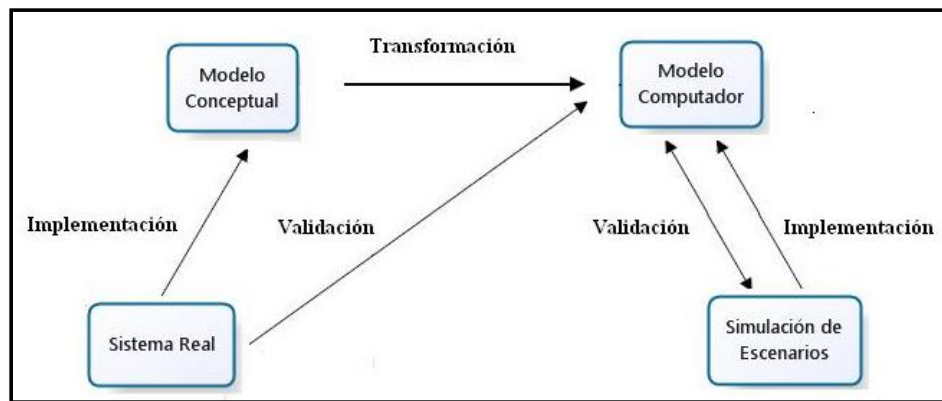 Transformación
Modelo
Conceptual
Modelo
Computador
Implementación
Validación
Validación
Implementación
Sistema Real
Simulación de
Escenarios